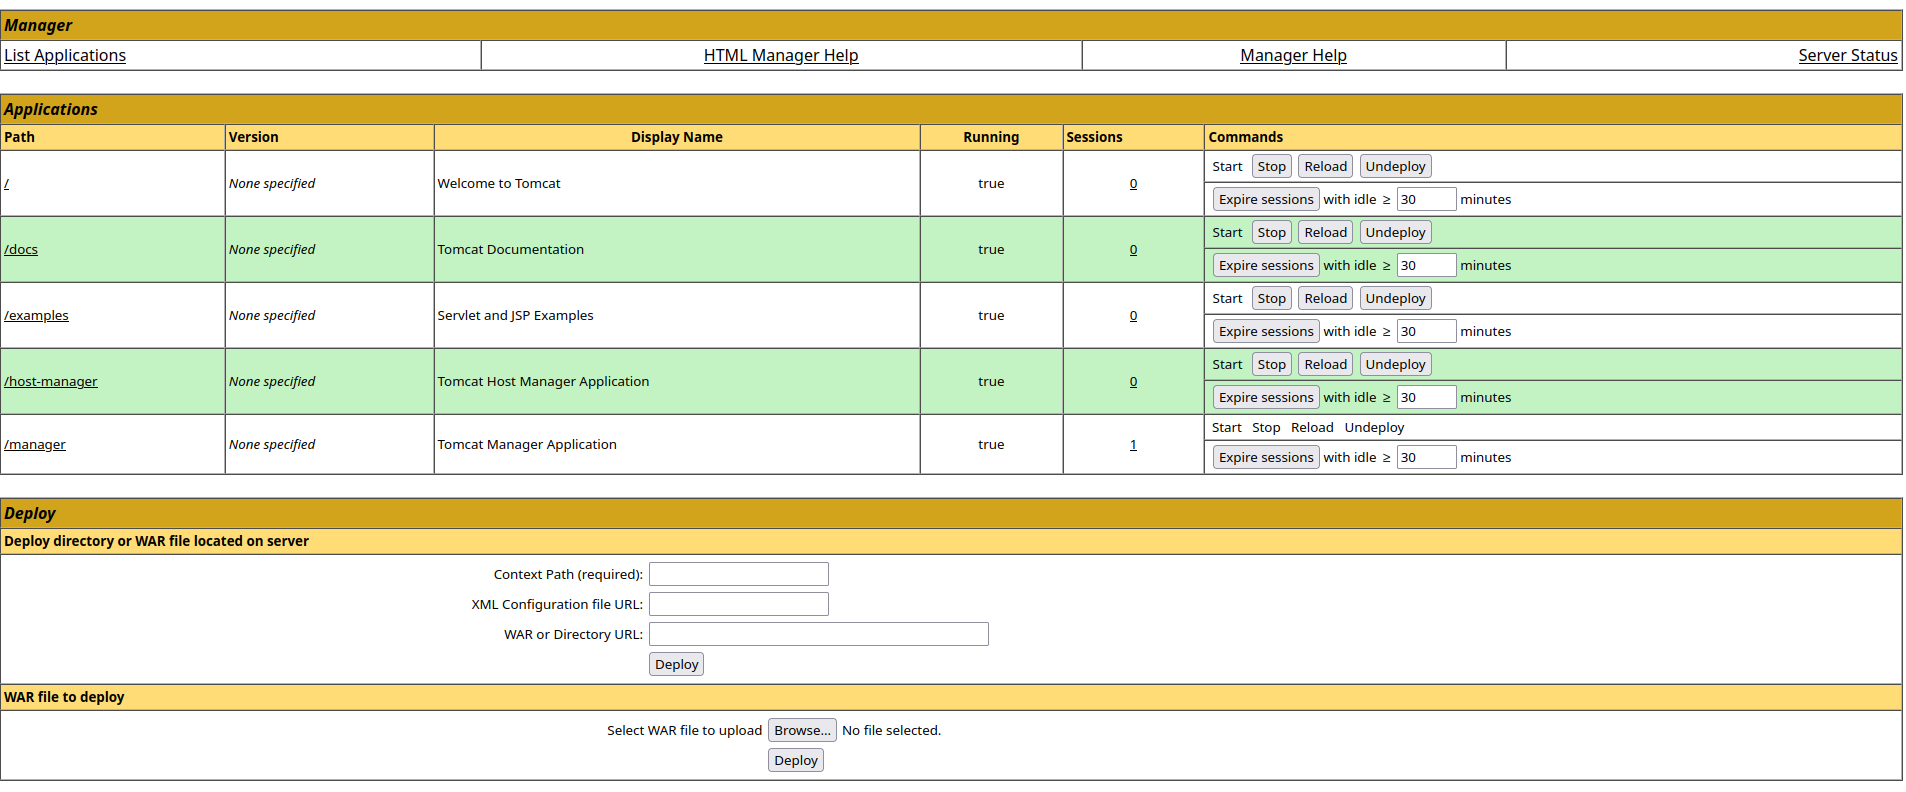 Manager
List Applications HTML Manager Help Manager Help Server Status
Applications
Path Version Display Name Running Sessions Commands
/ None specified Welcome to Tomcat true 0 Start Stop Reload Undeploy
Expire sessions with idle ≥ 30 minutes
/docs None specified Tomcat Documentation true 0 Start Stop Reload Undeploy
Expire sessions with idle ≥ 30 minutes
/examples None specified Servlet and JSP Examples true 0 Start Stop Reload Undeploy
Expire sessions with idle ≥ 30 minutes
/host-manager None specified Tomcat Host Manager Application true 0 Start Stop Reload Undeploy
Expire sessions with idle ≥ 30 minutes
/manager None specified Tomcat Manager Application true 1 Start Stop Reload Undeploy
Expire sessions with idle ≥ 30 minutes
Deploy
Deploy directory or WAR file located on server
Context Path (required):
XML Configuration file URL:
WAR or Directory URL:
Deploy
WAR file to deploy
Select WAR file to upload Browse... No file selected.
Deploy